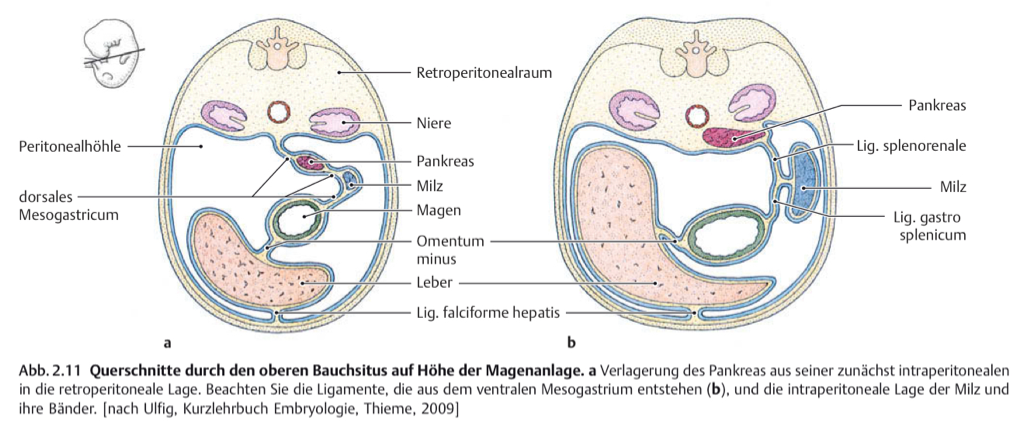 Retroperitonealraum
Niere
Peritonealhöhle
Pankreas
Milz
dorsales
Mesogastricum
Magen
Omentum
minus
Leber
Lig. falciforme hepatis
Pankreas
Lig. splenorenale
Milz
Lig. gastro
splenicum
a
b
Abb. 2.11 Querschnitte durch den oberen Bauchsitus auf Höhe der Magenanlage. a Verlagerung des Pankreas aus seiner zunächst intraperitonealen
in die retroperitoneale Lage. Beachten Sie die Ligamente, die aus dem ventralen Mesogastrium entstehen (b), und die intraperitoneale Lage der Milz und
ihre Bänder. [nach Ulfig, Kurzlehrbuch Embryologie, Thieme, 2009]